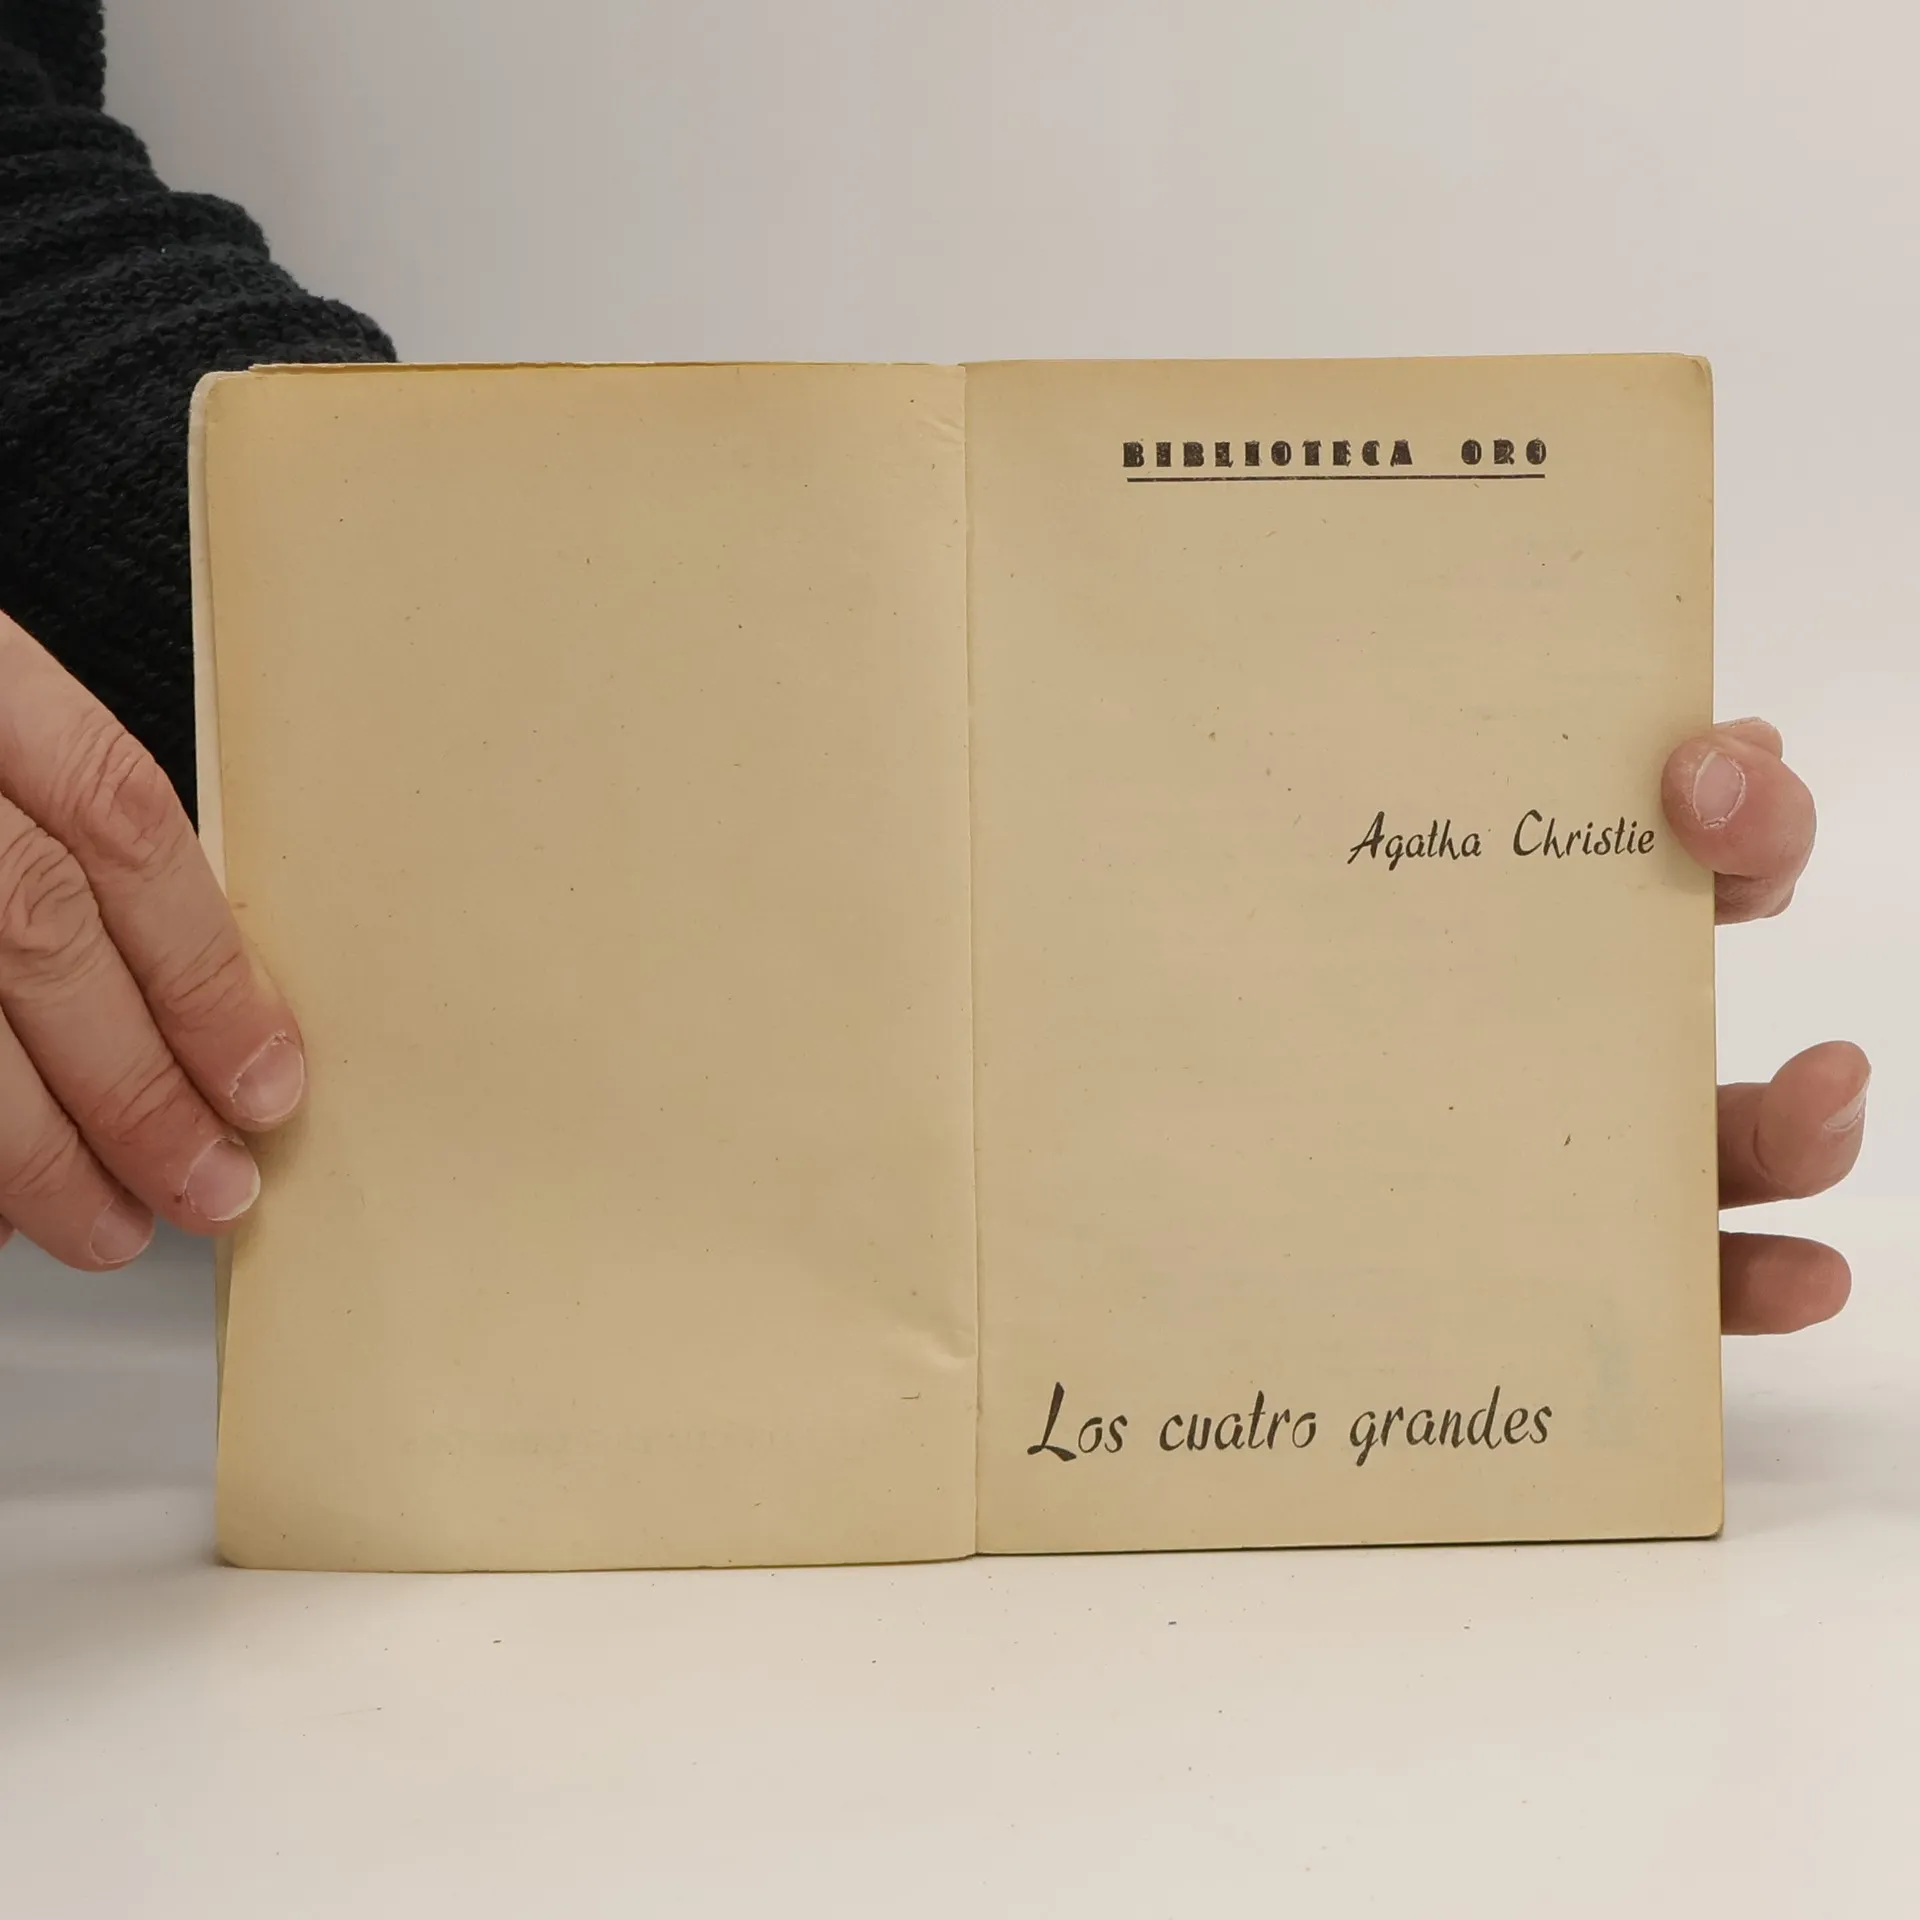 BIBLIOTECA ORO
Agatha Christie
Los cuatro grandes